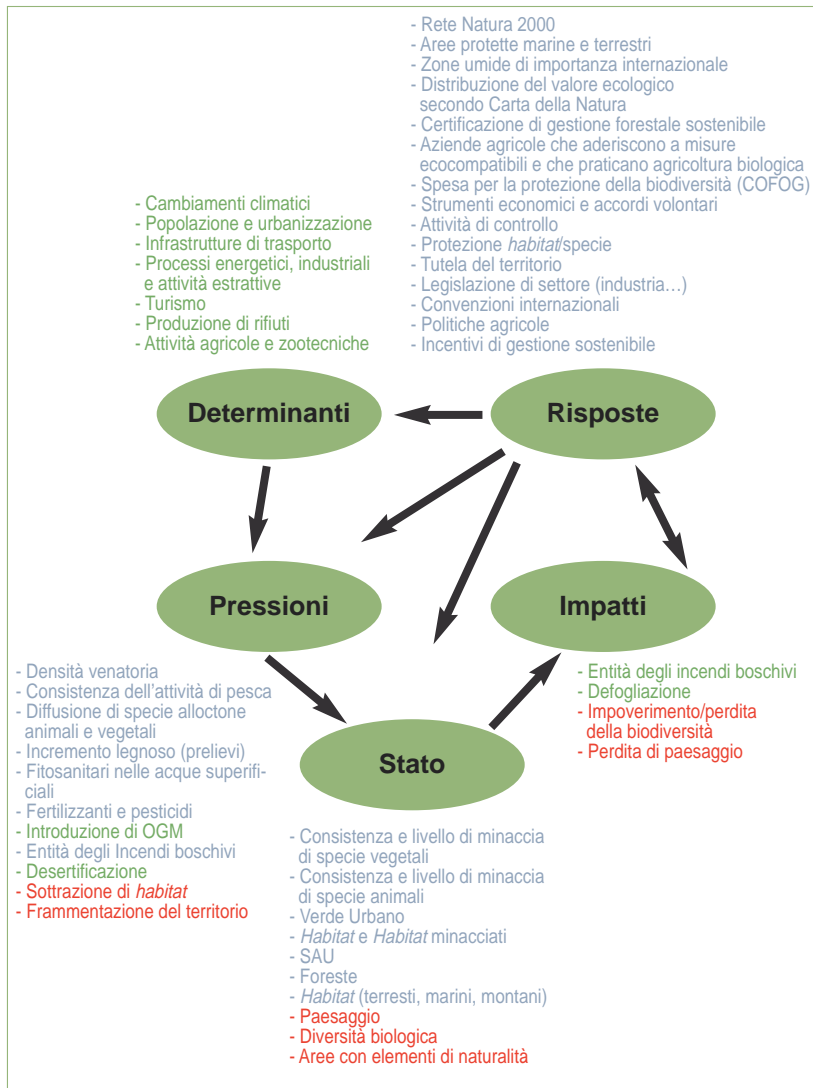 - Rete Natura 2000
- Aree protette marine e terrestri
- Zone umide di importanza internazionale
- Distribuzione del valore ecologico
secondo Carta della Natura
- Certificazione di gestione forestale sostenibile
- Aziende agricole che aderiscono a misure
ecocompatibili e che praticano agricoltura biologica
- Spesa per la protezione della biodiversità (COFOG)
- Strumenti economici e accordi volontari
- Attività di controllo
- Protezione habitat/specie
- Tutela del territorio
- Legislazione di settore (industria…)
- Convenzioni internazionali
- Politiche agricole
- Incentivi di gestione sostenibile
- Cambiamenti climatici
- Popolazione e urbanizzazione
- Infrastrutture di trasporto
- Processi energetici, industriali
e attività estrattive
- Turismo
- Produzione di rifiuti
- Attività agricole e zootecniche
Determinanti
Risposte
Pressioni
Impatti
- Densità venatoria
- Consistenza dell'attività di pesca
- Diffusione di specie alloctone
animali e vegetali
- Incremento legnoso (prelievi)
- Fitosanitari nelle acque superifi-
ciali
- Fertilizzanti e pesticidi
- Introduzione di OGM
- Entità degli Incendi boschivi
- Desertificazione
- Sottrazione di habitat
- Frammentazione del territorio
- Entità degli incendi boschivi
- Defogliazione
- Impoverimento/perdita
della biodiversità
- Perdita di paesaggio
Stato
- Consistenza e livello di minaccia
di specie vegetali
- Consistenza e livello di minaccia
di specie animali
- Verde Urbano
- Habitat e Habitat minacciati
- SAU
- Foreste
- Habitat (terresti, marini, montani)
- Paesaggio
- Diversità biologica
- Aree con elementi di naturalità